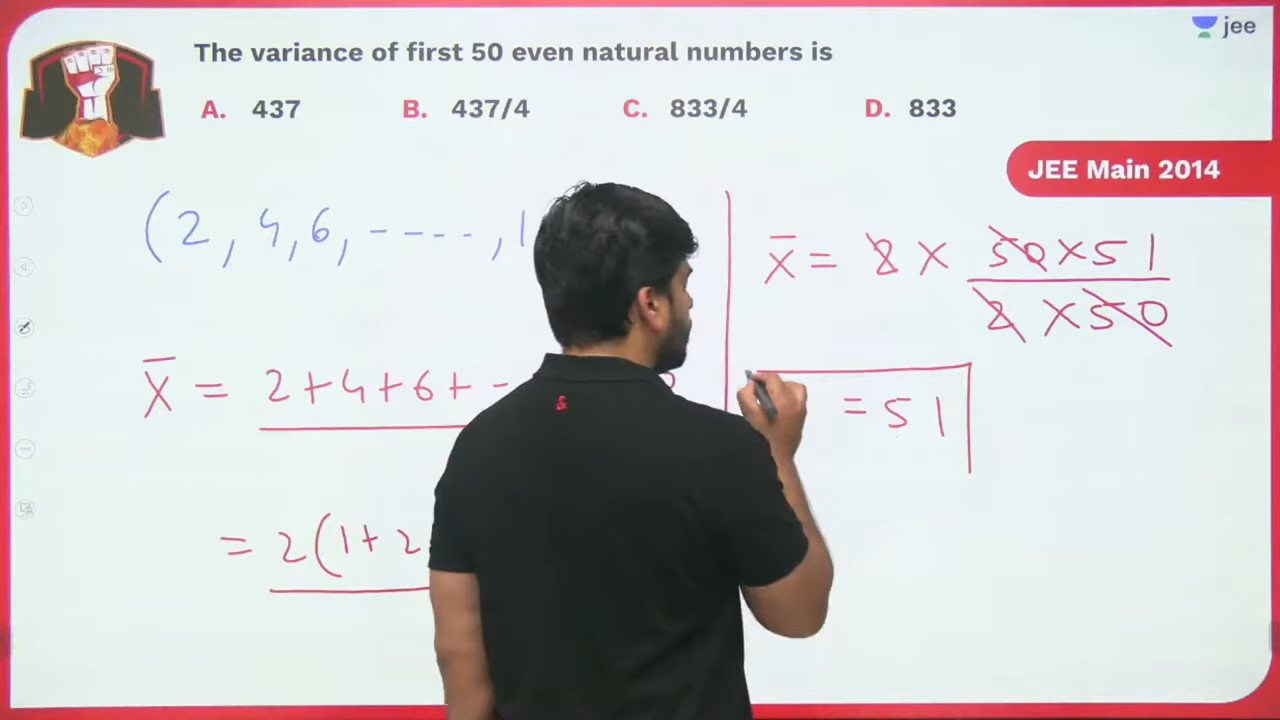 jee
The variance of first 50 even natural numbers is
A. 437 B. 437/4 C. 833/4 D. 833
JEE Main 2014
(2, 4, 6, - - - - , 1
x̄ = 2 × 50 × 51
2 × 50
x̄ = 2 + 4 + 6 + -
= 51
= 2(1 + 2